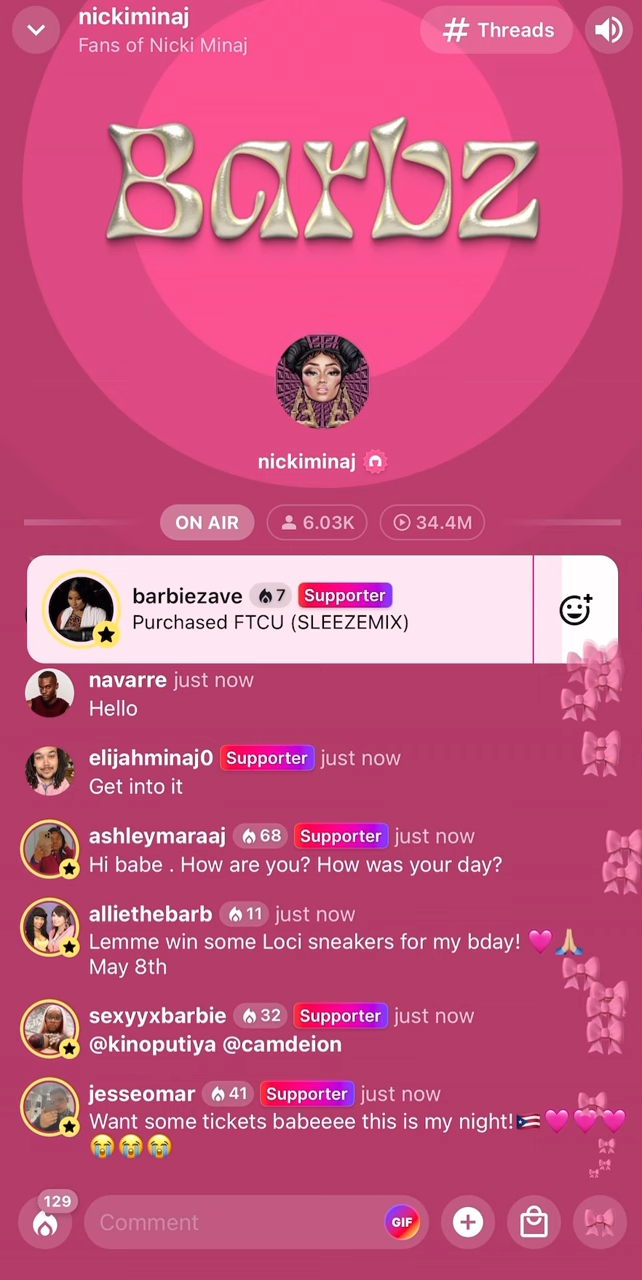 nickiminaj
Fans of Nicki Minaj
# Threads
Barbz
nickiminaj
ON AIR
6.03K
34.4M
barbiezave 7 Supporter
Purchased FTCU (SLEEZEMIX)
navarre just now
Hello
elijahminaj0 Supporter just now
Get into it
ashleymaraaj 68 Supporter just now
Hi babe . How are you? How was your day?
alliethebarb 11 just now
Lemme win some Loci sneakers for my bday! 🩷🙏🏼
May 8th
sexyyxbarbie 32 Supporter just now
@kinoputiya @camdeion
jesseomar 41 Supporter just now
Want some tickets babeeee this is my night!🇵🇷🩷🩷🩷
😭😭😭
129
Comment
GIF